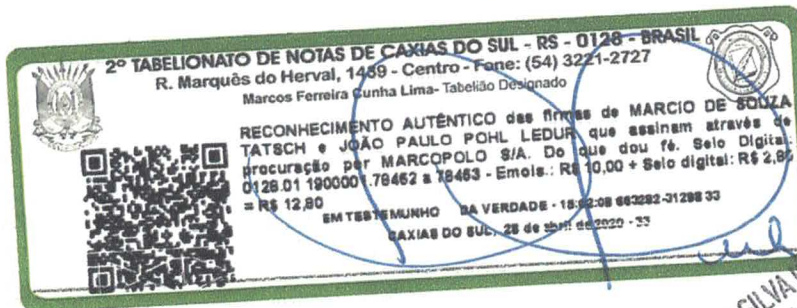 2º TABELIONATO DE NOTAS DE CAXIAS DO SUL - RS - 0128 - BRASIL
R. Marquês do Herval, 1459 - Centro - Fone: (54) 3221-2727
Marcos Ferreira Cunha Lima- Tabelião Designado
RECONHECIMENTO AUTÊNTICO das firmas de MARCIO DE SOUZA
TATSCH e JOÃO PAULO POHL LEDUR, que assinam através de
procuração por MARCOPOLO S/A. Do que dou fé. Selo Digital:
0128.01 1900001.78452 a 78453 - Emols.: R$ 10,00 + Selo digital: R$ 2,80
= R$ 12,80
EM TESTEMUNHO DA VERDADE
CAXIAS DO SUL, 28 de abril de 2020 - 33
SILVA